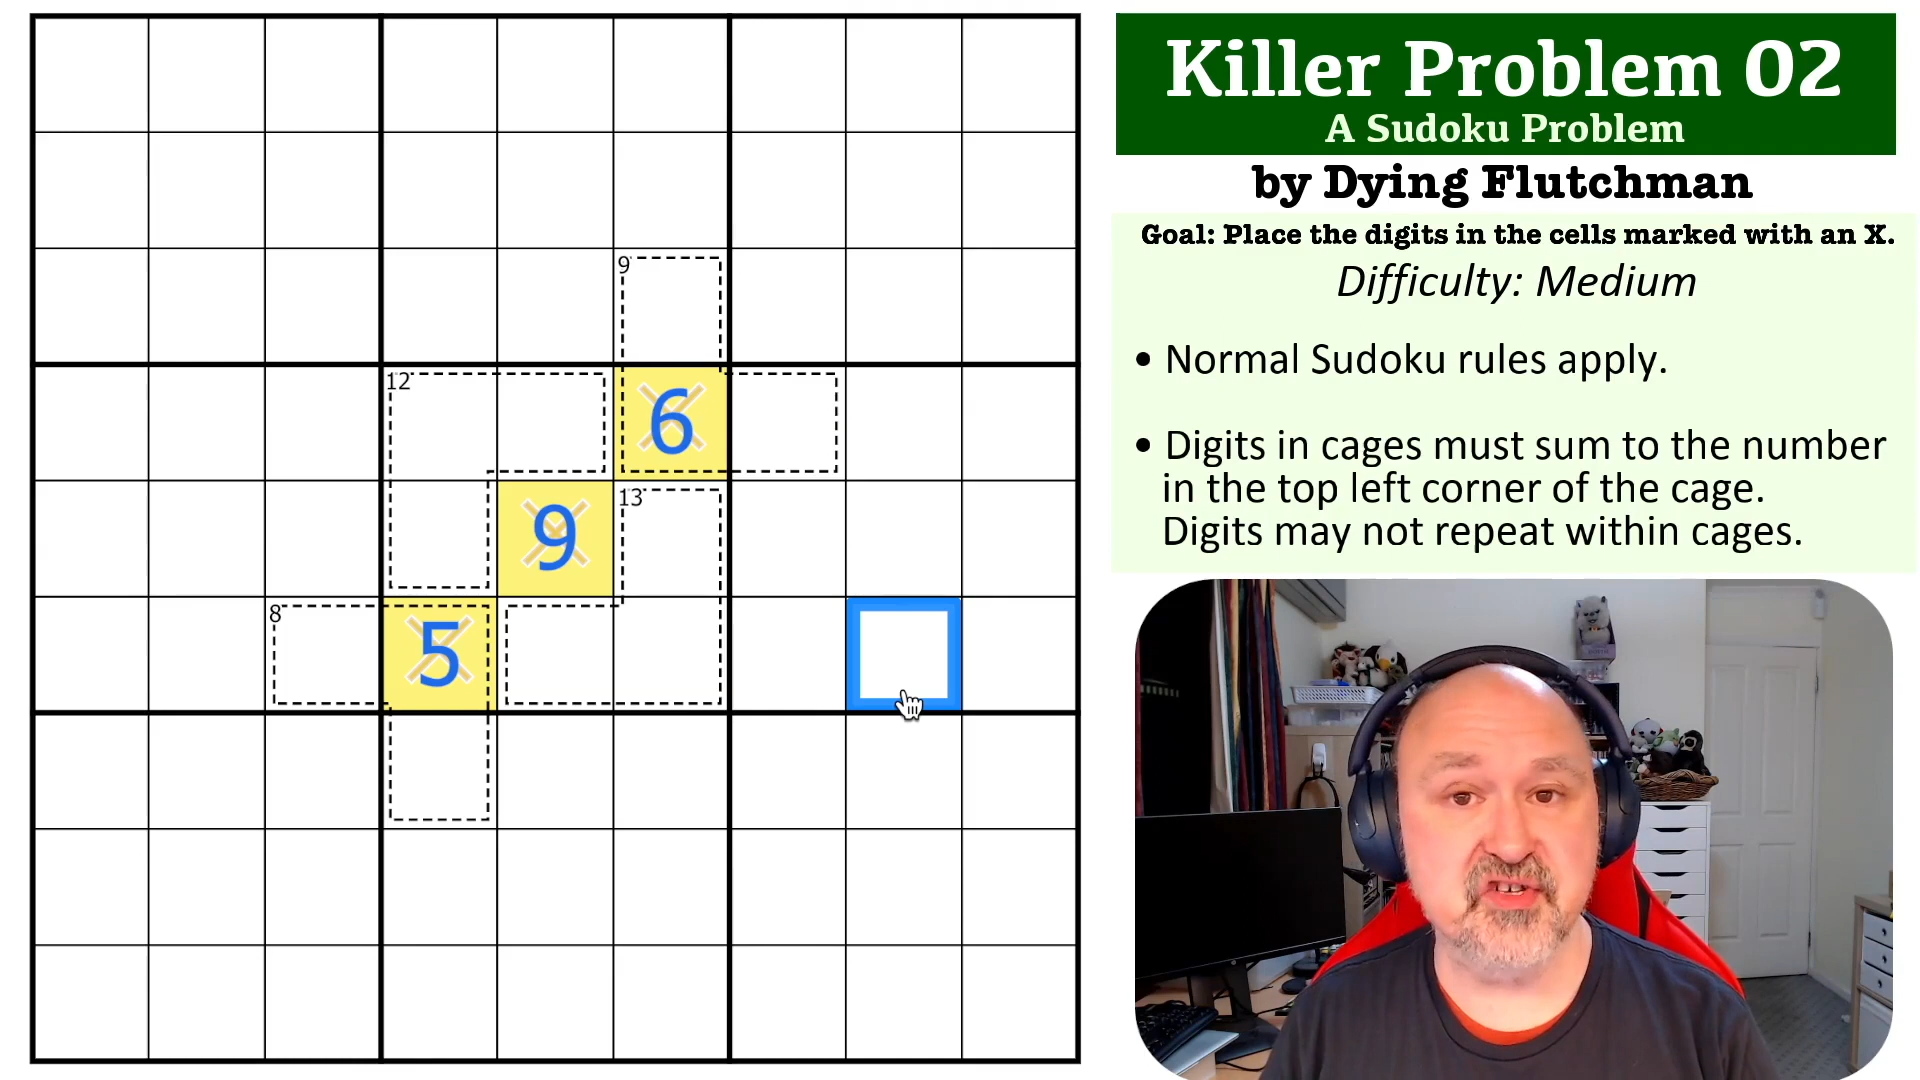 Killer Problem 02
A Sudoku Problem
by Dying Flutchman
Goal: Place the digits in the cells marked with an X.
Difficulty: Medium
• Normal Sudoku rules apply.
• Digits in cages must sum to the number
in the top left corner of the cage.
Digits may not repeat within cages.
9
12
6
9
13
8
5